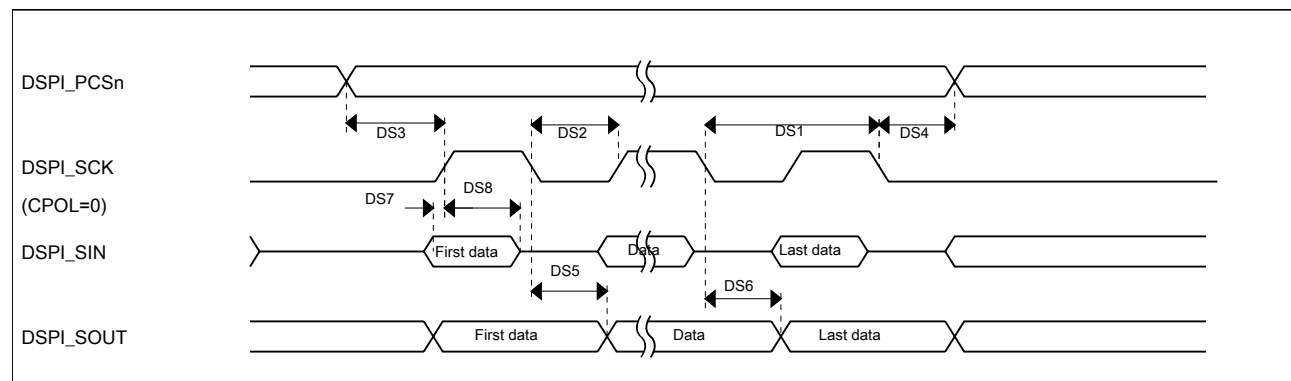 DSPI_PCSn
DS3
DS2
DS1
DS4
DSPI_SCK
(CPOL=0)
DS7
DS8
DSPI_SIN
First data
Data
Last data
DS5
DS6
DSPI_SOUT
First data
Data
Last data